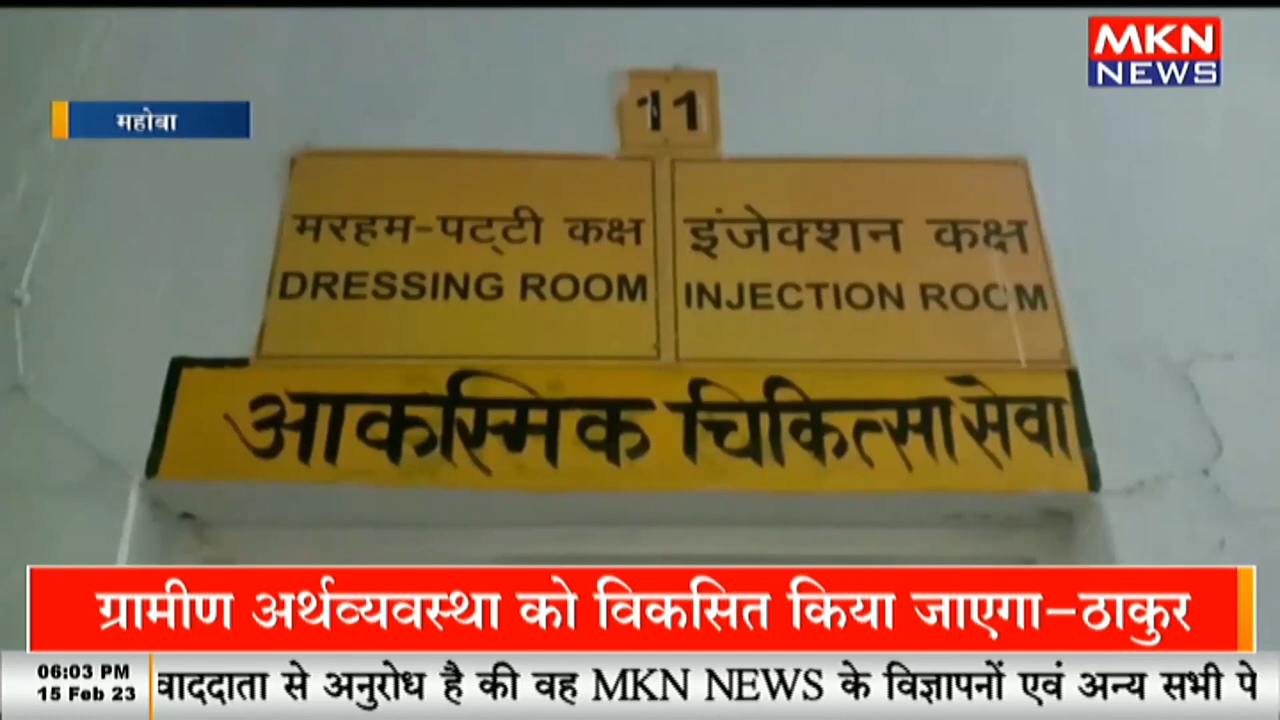 MKN
NEWS
महोबा
11
मरहम-पट्टी कक्ष
DRESSING ROOM
इंजेक्शन कक्ष
INJECTION ROOM
आकस्मिक चिकित्सा सेवा
ग्रामीण अर्थव्यवस्था को विकसित किया जाएगा-ठाकुर
06:03 PM
15 Feb 23
वाददाता से अनुरोध है की वह MKN NEWS के विज्ञापनों एवं अन्य सभी पे